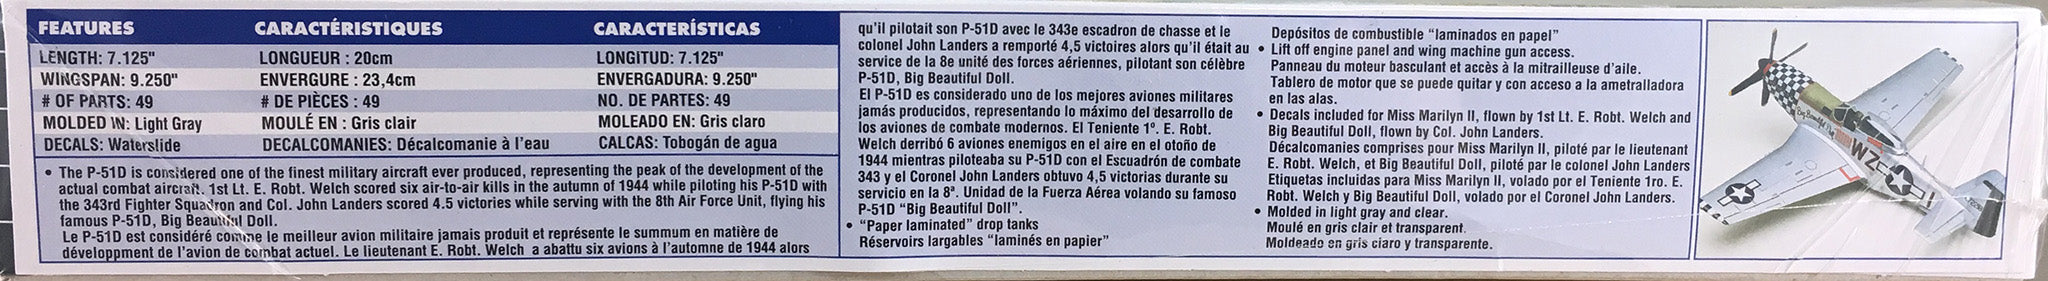 FEATURES CARACTÉRISTIQUES CARACTERÍSTICAS
LENGTH: 7.125" LONGUEUR : 20cm LONGITUD: 7.125"
WINGSPAN: 9.250" ENVERGURE : 23,4cm ENVERGADURA: 9.250"
# OF PARTS: 49 # DE PIÈCES : 49 NO. DE PARTES: 49
MOLDED IN: Light Gray MOULÉ EN : Gris clair MOLEADO EN: Gris claro
DECALS: Waterslide DECALCOMANIES: Décalcomanie à l'eau CALCAS: Tobogán de agua
• The P-51D is considered one of the finest military aircraft ever produced, representing the peak of the development of the
actual combat aircraft. 1st Lt. E. Robt. Welch scored six air-to-air kills in the autumn of 1944 while piloting his P-51D with
the 343rd Fighter Squadron and Col. John Landers scored 4.5 victories while serving with the 8th Air Force Unit, flying his
famous P-51D, Big Beautiful Doll.
Le P-51D est considéré comme le meilleur avion militaire jamais produit et représente le summum en matière de
développment de l'avion de combat actuel. Le lieutenant E. Robt. Welch a abattu six avions à l'automne de 1944 alors
qu'il pilotait son P-51D avec le 343e escadron de chasse et le
colonel John Landers a remporté 4,5 victoires alors qu'il était au
service de la 8e unité des forces aériennes, pilotant son célèbre
P-51D, Big Beautiful Doll.
El P-51D es considerado uno de los mejores aviones militares
jamás producidos, representando lo máximo del desarrollo de
los aviones de combate modernos. El Teniente 1º. E. Robt.
Welch derribó 6 aviones enemigos en el aire en el otoño de
1944 mientras piloteaba su P-51D con el Escuadrón de combate
343 y el Coronel John Landers obtuvo 4,5 victorias durante su
servicio en la 8ª. Unidad de la Fuerza Aérea volando su famoso
P-51D "Big Beautiful Doll".
• "Paper laminated" drop tanks
Réservoirs largables "laminés en papier"
Depósitos de combustible "laminados en papel"
• Lift off engine panel and wing machine gun access.
Panneau du moteur basculant et accès à la mitrailleuse d'aile.
Tablero de motor que se puede quitar y con acceso a la ametralladora
en las alas.
• Decals included for Miss Marilyn II, flown by 1st Lt. E. Robt. Welch and
Big Beautiful Doll, flown by Col. John Landers.
Décalcomanies comprises pour Miss Marilyn II, piloté par le lieutenant
E. Robt. Welch, et Big Beautiful Doll, piloté par le colonel John Landers
Etiquetas incluidas para Miss Marilyn II, volado por el Teniente 1ro. E.
Robt. Welch y Big Beautiful Doll, volado por el Coronel John Landers.
• Molded in light gray and clear.
Moulé en gris clair et transparent.
Moldeado en gris claro y transparente.
Big Beautiful Doll
WZ